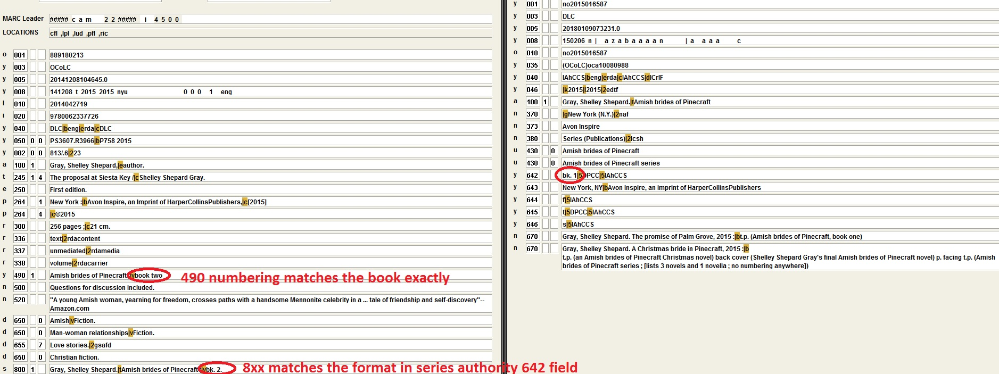 MARC Leader ##### c a m 2 2 ##### i 4 5 0 0
LOCATIONS cfl ,lpl ,lud ,pfl ,ric
o 001 889180213
y 003 OCoLC
y 005 20141208104645.0
y 008 141208 t 2015 2015 nyu 0 0 0 1 eng
l 010 2014042719
i 020 9780062337726
y 040 DLC|beng|erda|cDLC
y 050 0 0 PS3607.R3966|bP758 2015
y 082 0 0 813/.6|223
a 100 1 Gray, Shelley Shepard,|eauthor.
t 245 1 4 The proposal at Siesta Key /|cShelley Shepard Gray.
e 250 First edition.
p 264 1 New York :|bAvon Inspire, an Imprint of HarperCollinsPublishers,|c[2015]
p 264 4 |c©2015
r 300 256 pages ;|c21 cm.
r 336 text|2rdacontent
r 337 unmediated|2rdamedia
r 338 volume|2rdacarrier
y 490 1 Amish brides of Pinecraft |vbook two
490 numbering matches the book exactly
n 500 Questions for discussion included.
n 520 "A young Amish woman, yearning for freedom, crosses paths with a handsome Mennonite celebrity in a ... tale of friendship and self-discovery"--
Amazon.com
d 650 0 Amish|vFiction.
d 650 0 Man-woman relationships|vFiction.
d 655 7 Love stories.|2gsafd
d 650 0 Christian fiction.
s 800 1 Gray, Shelley Shepard.|tAmish brides of Pinecraft |vbk. 2.
8xx matches the format in series authority 642 field
y 001 no2015016587
y 003 DLC
y 005 20180109073231.0
y 008 150206 n | a z a b a a a a n | a a a a c
o 010 no2015016587
y 035 (OCoLC)oca10080988
y 040 IAhCCS|beng|erda|cIAhCCS|dICrlF
y 046 |k2015|l2015|2edtf
a 100 1 Gray, Shelley Shepard.|tAmish brides of Pinecraft
n 370 |gNew York (N.Y.)|2naf
n 373 Avon Inspire
n 380 Series (Publications)|2lcsh
u 430 0 Amish brides of Pinecraft
u 430 0 Amish brides of Pinecraft series
y 642 bk. 1|5DPCC|5IAhCCS
y 643 New York, NY|bAvon Inspire, an imprint of HarperCollinsPublishers
y 644 f|5IAhCCS
y 645 t|5DPCC|5IAhCCS
y 646 s|5IAhCCS
n 670 Gray, Shelley Shepard. The promise of Palm Grove, 2015 :|bt.p. (Amish brides of Pinecraft, book one)
n 670 Gray, Shelley Shepard. A Christmas bride in Pinecraft, 2015 :|b
t.p. (an Amish brides of Pinecraft Christmas novel) back cover (Shelley Shepard Gray's final Amish brides of Pinecraft novel) p. facing t.p. (Amish
brides of Pinecraft series ; [lists 3 novels and 1 novella ; no numbering anywhere])